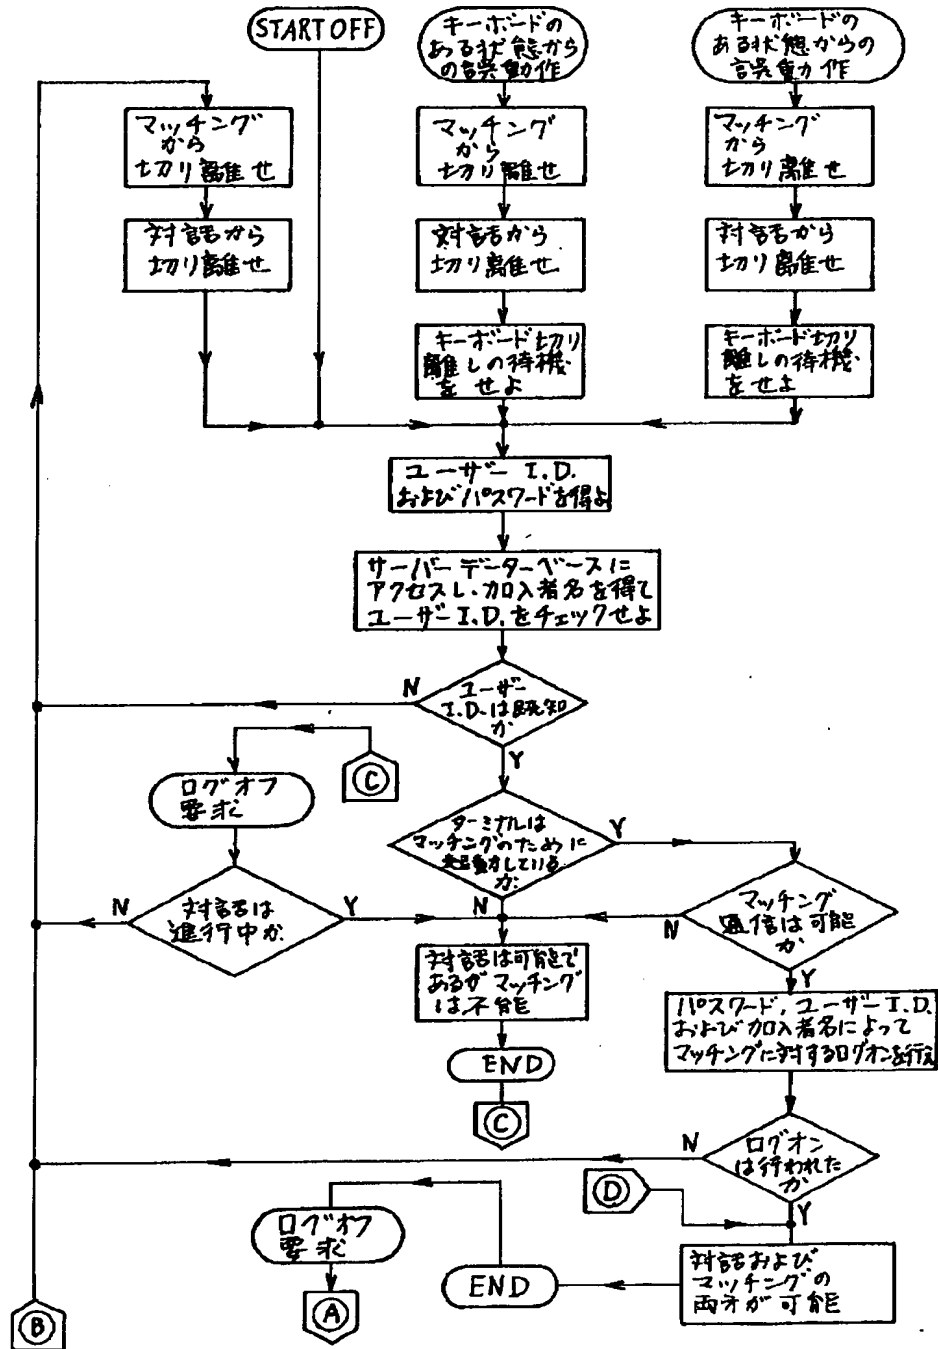 START OFF
キーボードの
ある状態から
の誤動作
キーボードの
ある状態からの
誤動作
マッチング
から
切り離せ
マッチング
から
切り離せ
マッチング
から
切り離せ
対話から
切り離せ
対話から
切り離せ
対話から
切り離せ
キーボード切り
離しの待機
をせよ
キーボード切り
離しの待機
をせよ
ユーザー I.D.
およびパスワードを得よ
サーバーデーターベースに
アクセスし、加入者名を得て
ユーザーI.D.をチェックせよ
N
ユーザー
I.D.は既知
か
Y
C
ログオフ
要求
ターミナルは
マッチングのために
起動している
か
Y
N
N
対話は
進行中か
Y
マッチング
通信は可能
か
N
Y
対話は可能で
あるがマッチング
は不能
パスワード、ユーザーI.D.
および加入者名によって
マッチングに対するログオンを行え
END
C
N
ログオン
は行われた
か
Y
D
ログオフ
要求
対話および
マッチングの
両方が可能
END
A
B